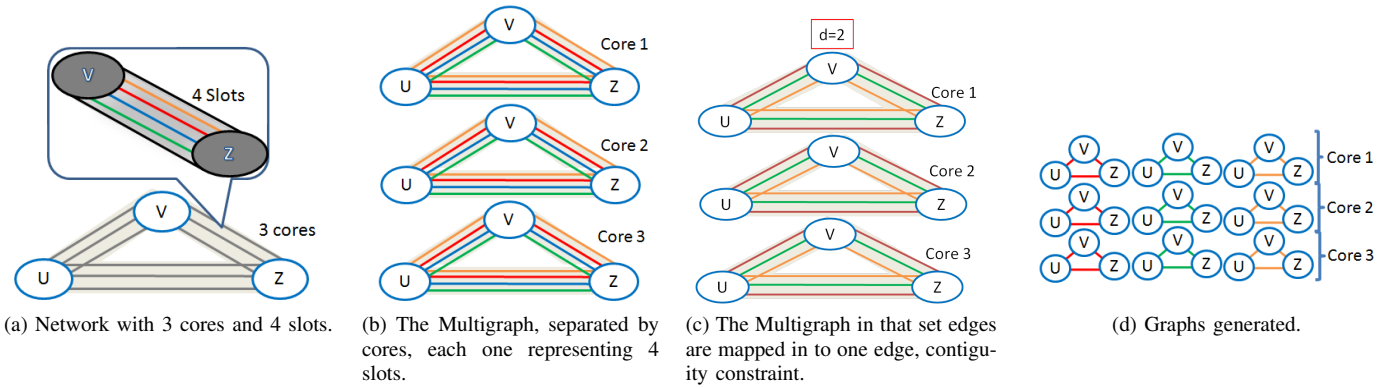 V
4 Slots
Z
V
3 cores
U
Z
(a) Network with 3 cores and 4 slots.
V
Core 1
U
Z
V
Core 2
U
Z
V
Core 3
U
Z
(b) The Multigraph, separated by
cores, each one representing 4
slots.
d=2
V
Core 1
U
Z
V
Core 2
U
Z
V
Core 3
U
Z
(c) The Multigraph in that set edges
are mapped in to one edge, contigu-
ity constraint.
V V V
U Z U Z U Z
Core 1
V V V
U Z U Z U Z
Core 2
V V V
U Z U Z U Z
Core 3
(d) Graphs generated.